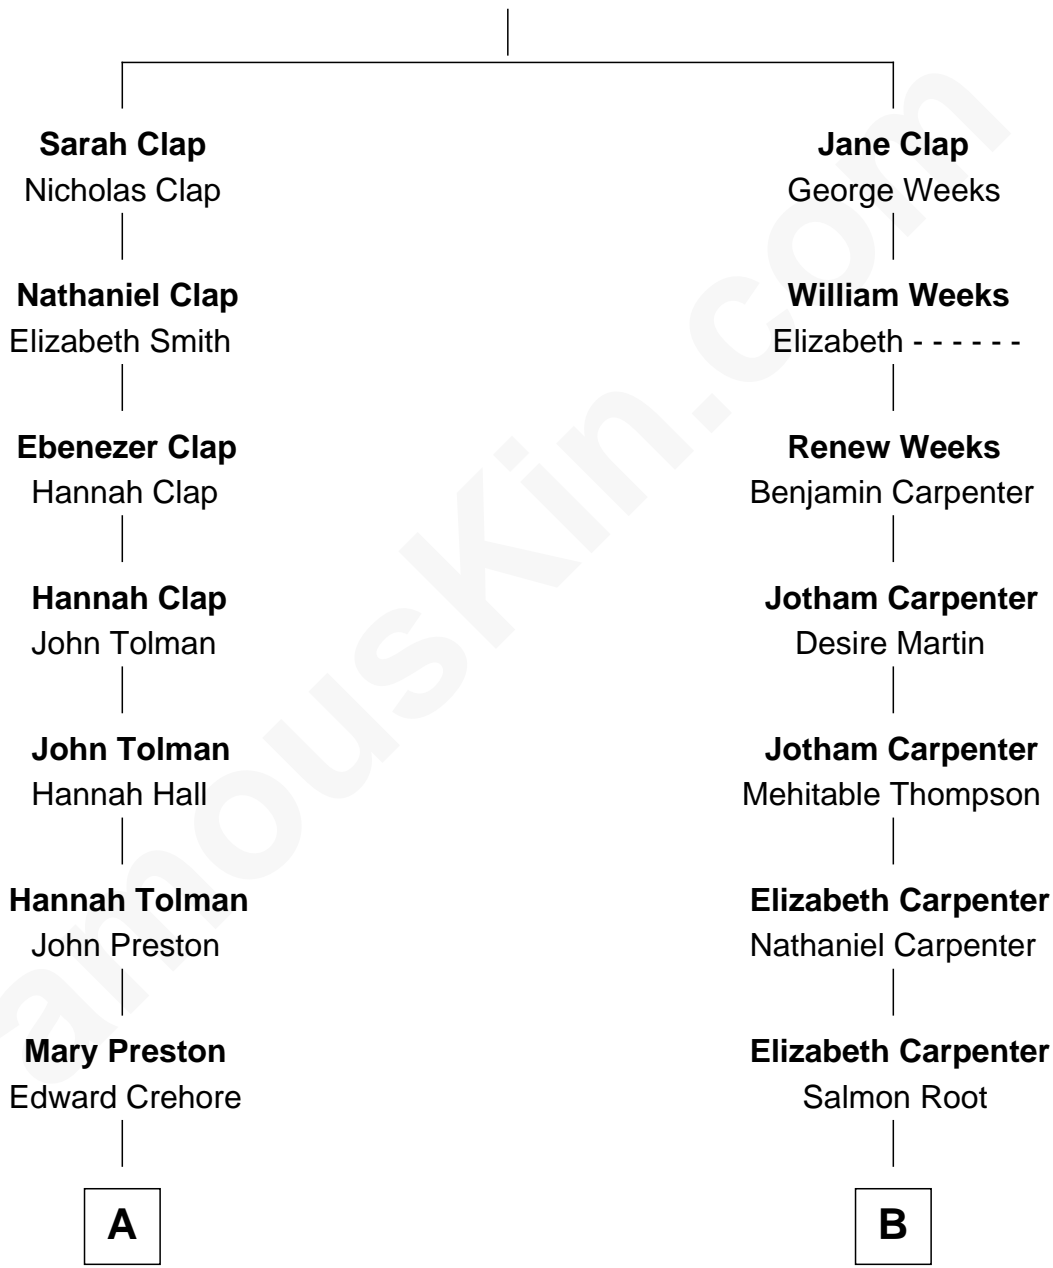 Sarah Clap
Nicholas Clap
Nathaniel Clap
Elizabeth Smith
Ebenezer Clap
Hannah Clap
Hannah Clap
John Tolman
John Tolman
Hannah Hall
Hannah Tolman
John Preston
Mary Preston
Edward Crehore
A
Jane Clap
George Weeks
William Weeks
Elizabeth - - - - - -
Renew Weeks
Benjamin Carpenter
Jotham Carpenter
Desire Martin
Jotham Carpenter
Mehitable Thompson
Elizabeth Carpenter
Nathaniel Carpenter
Elizabeth Carpenter
Salmon Root
B
amouskin.com